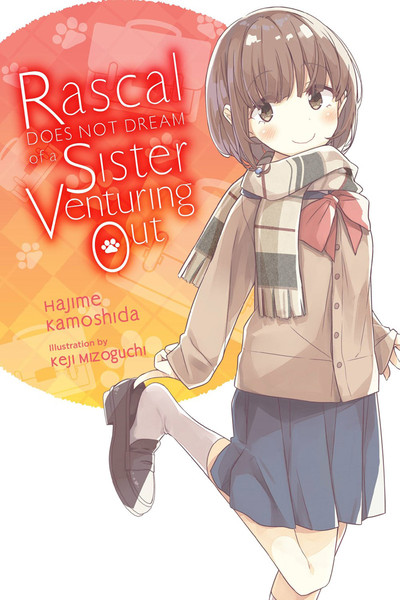 Rascal
DOES NOT DREAM
of a Sister
Venturing
Out
Hajime
Kamoshida
Illustration by
Keji Mizoguchi